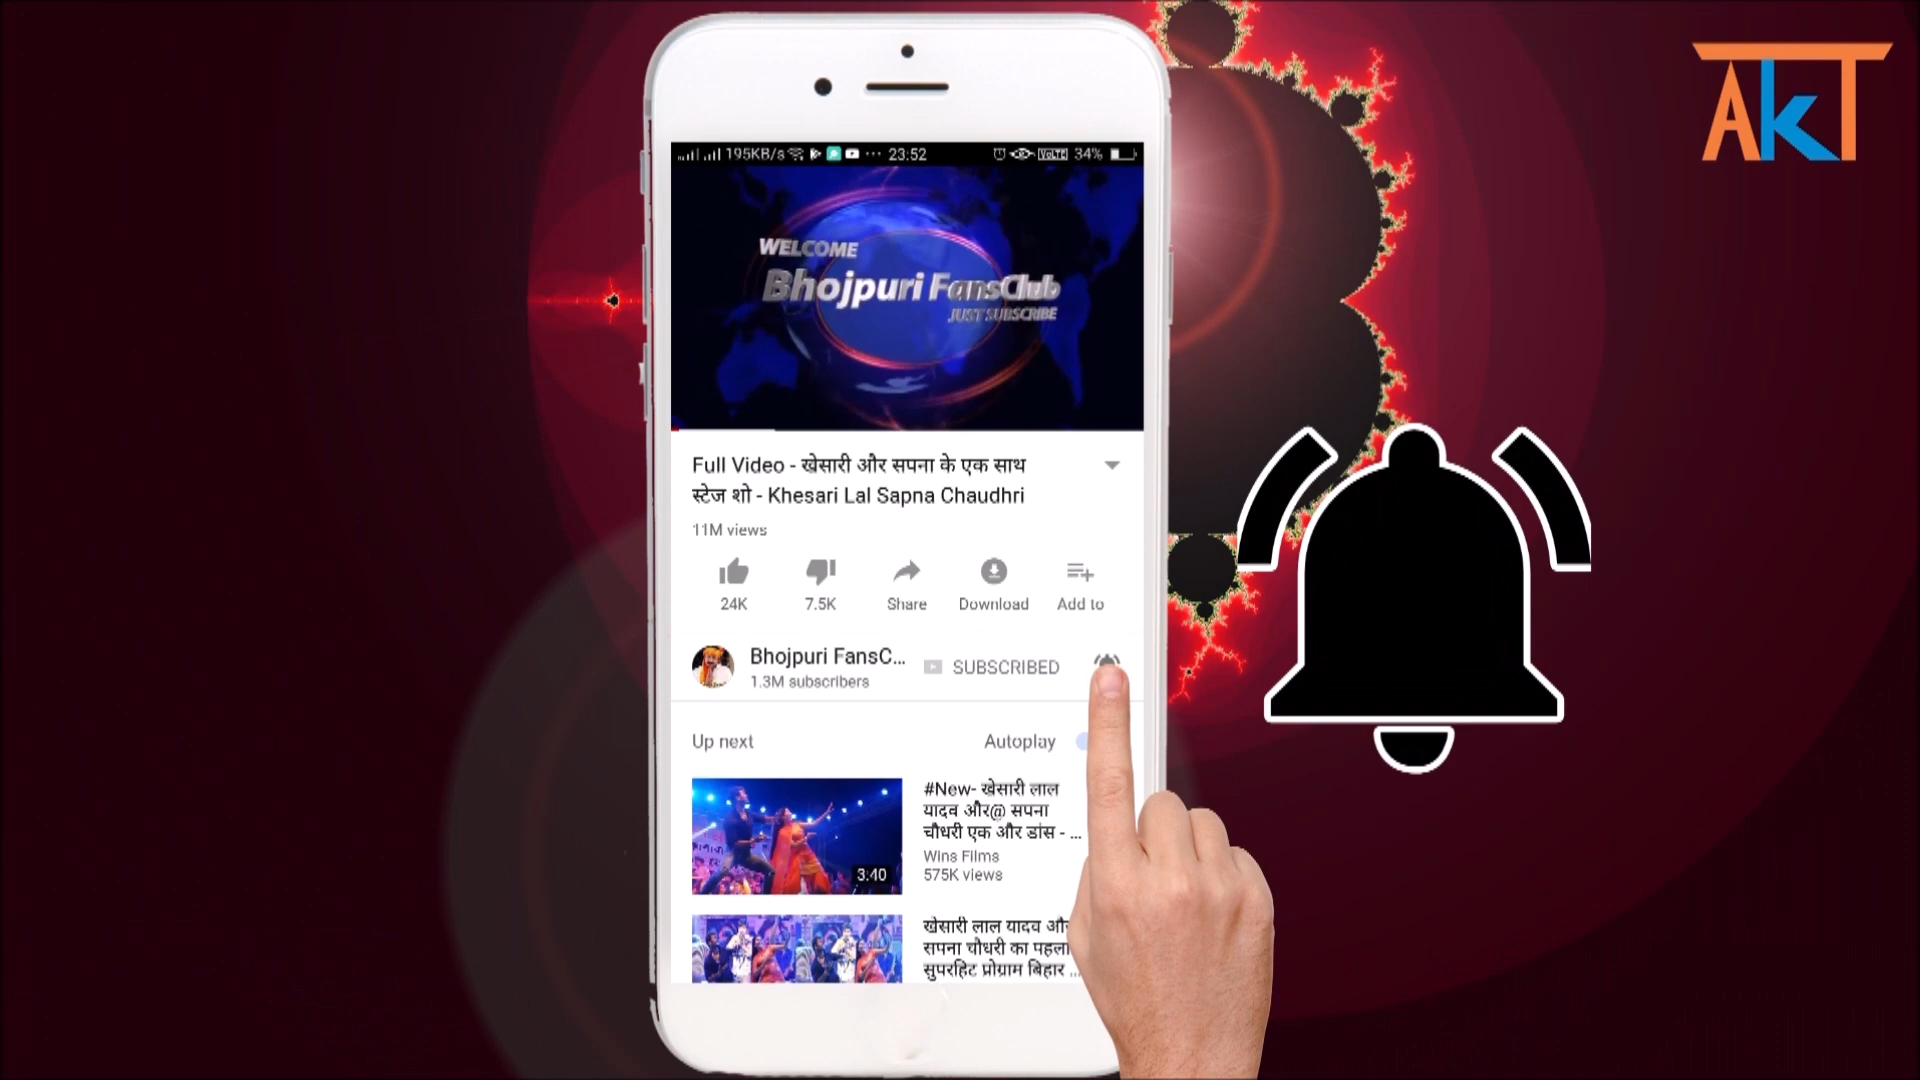 AKT
195KB/s ... 23:52 VoLTE 34%
WELCOME
Bhojpuri FansClub
JUST SUBSCRIBE
Full Video - खेसारी और सपना के एक साथ
स्टेज शो - Khesari Lal Sapna Chaudhri
11M views
24K 7.5K Share Download Add to
Bhojpuri FansC...
1.3M subscribers
SUBSCRIBED
Up next Autoplay
#New- खेसारी लाल
यादव और@ सपना
चौधरी एक और डांस - ...
Wins Films
575K views
3:40
खेसारी लाल यादव और
सपना चौधरी का पहला
सुपरहिट प्रोग्राम बिहार ...